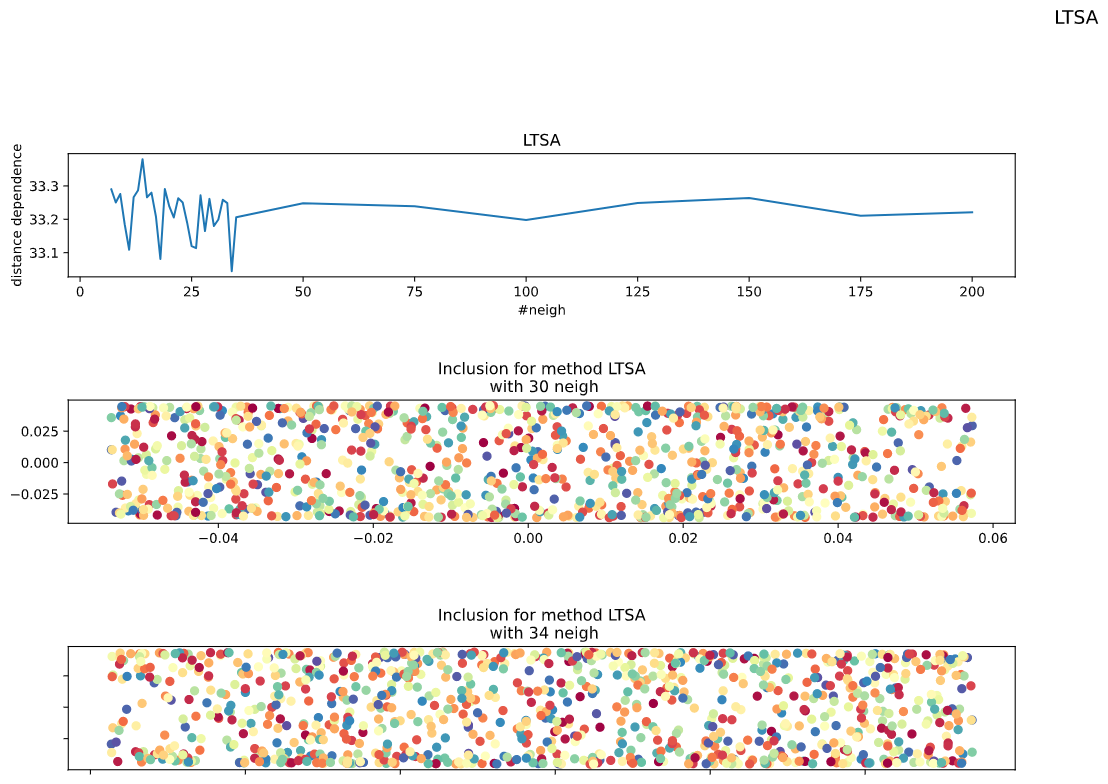 LTSA
LTSA
distance dependence
33.3
33.2
33.1
0 25 50 75 100 125 150 175 200
#neigh
Inclusion for method LTSA
with 30 neigh
0.025
0.000
−0.025
−0.04 −0.02 0.00 0.02 0.04 0.06
Inclusion for method LTSA
with 34 neigh